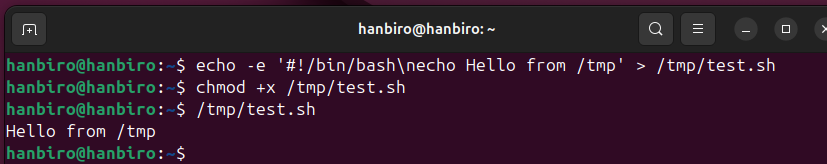 hanbiro@hanbiro: ~
hanbiro@hanbiro:~$ echo -e '#!/bin/bash\necho Hello from /tmp' > /tmp/test.sh
hanbiro@hanbiro:~$ chmod +x /tmp/test.sh
hanbiro@hanbiro:~$ /tmp/test.sh
Hello from /tmp
hanbiro@hanbiro:~$